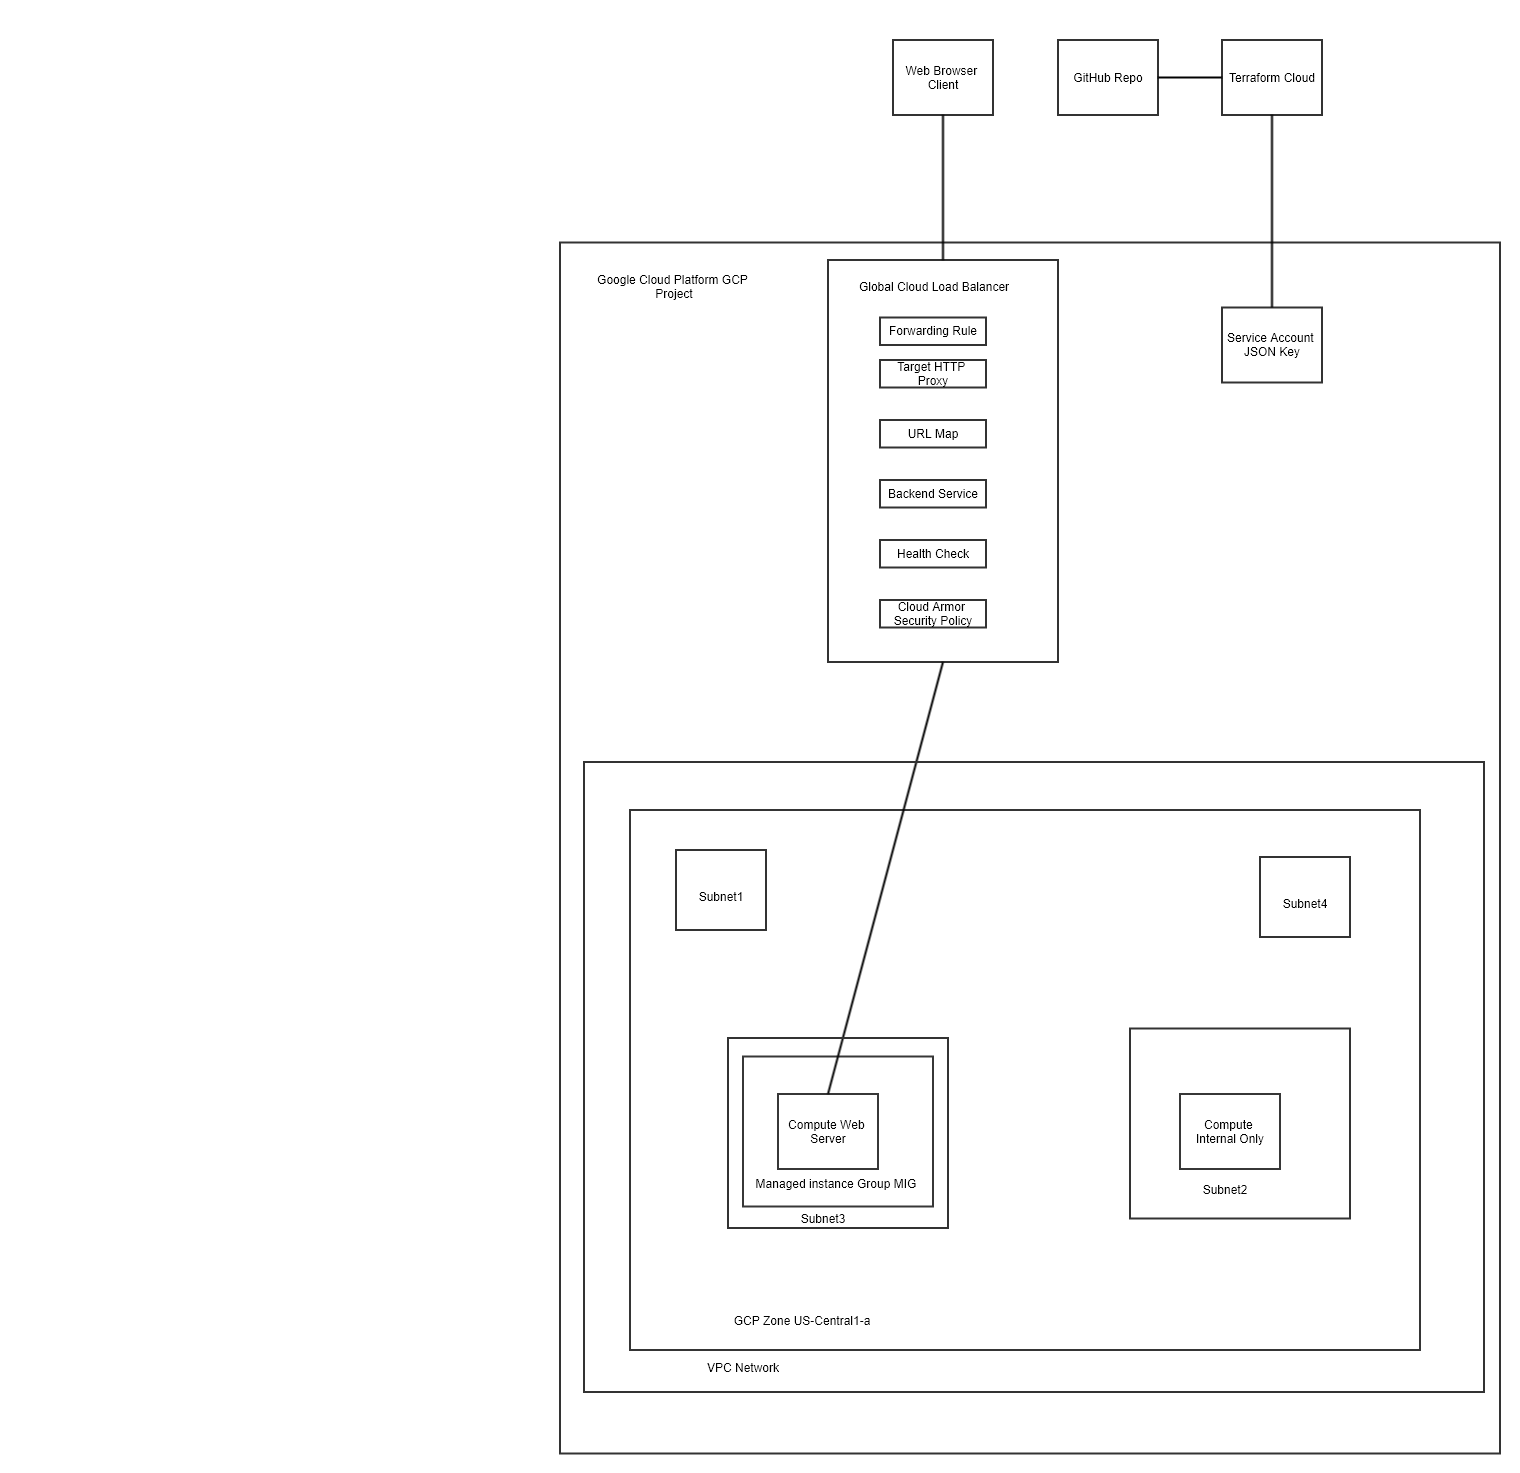 Web Browser
Client
GitHub Repo
Terraform Cloud
Google Cloud Platform GCP
Project
Global Cloud Load Balancer
Forwarding Rule
Target HTTP
Proxy
URL Map
Backend Service
Health Check
Cloud Armor
Security Policy
Service Account
JSON Key
Subnet1
Subnet4
Compute Web
Server
Managed instance Group MIG
Subnet3
Compute
Internal Only
Subnet2
GCP Zone US-Central1-a
VPC Network